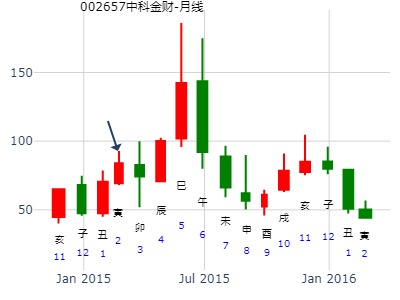 002657中科金财-月线
150
100
50
亥 子 丑 寅 卯 辰 巳 午 未 申 酉 戌 亥 子 丑 寅
11 12 1 2 3 4 5 6 7 8 9 10 11 12 1 2
Jan 2015 Jul 2015 Jan 2016